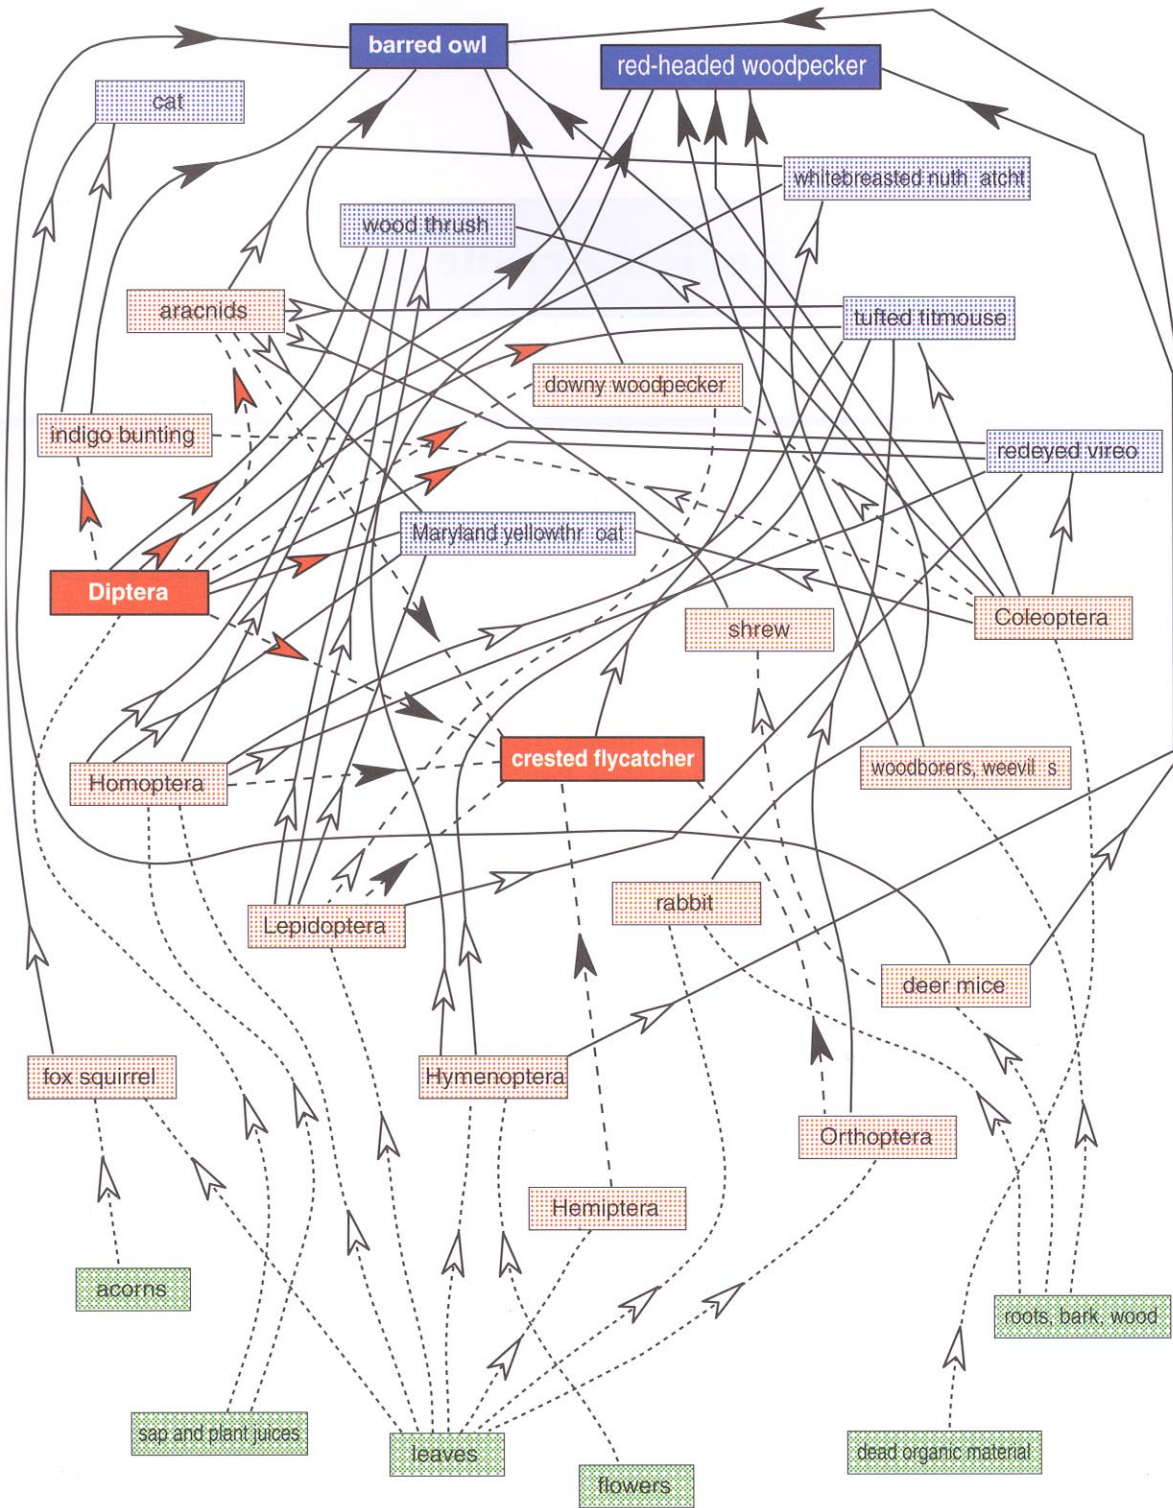 barred owl
red-headed woodpecker
cat
whitebreasted nuth atcht
wood thrush
aracnids
tufted titmouse
downy woodpecker
indigo bunting
redeyed vireo
Maryland yellowthr oat
Diptera
Coleoptera
shrew
crested flycatcher
woodborers, weevil s
Homoptera
rabbit
Lepidoptera
deer mice
fox squirrel
Hymenoptera
Orthoptera
Hemiptera
acorns
roots, bark, wood
sap and plant juices
leaves
dead organic material
flowers